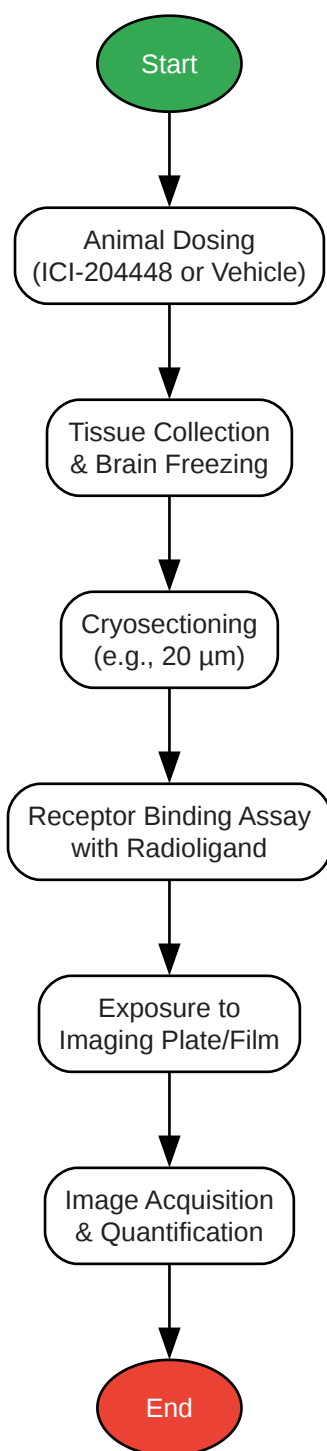 Start
Animal Dosing
(ICI-204448 or Vehicle)
Tissue Collection
& Brain Freezing
Cryosectioning
(e.g., 20 µm)
Receptor Binding Assay
with Radioligand
Exposure to
Imaging Plate/Film
Image Acquisition
& Quantification
End